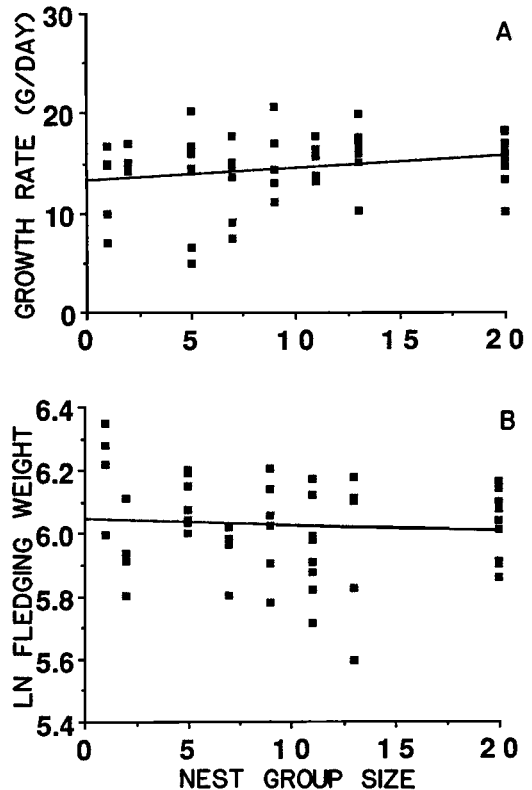 A
GROWTH RATE (G/DAY)
30
20
10
0
0 5 10 15 20
B
LN FLEDGING WEIGHT
6.4
6.2
6.0
5.8
5.6
5.4
0 5 10 15 20
NEST GROUP SIZE